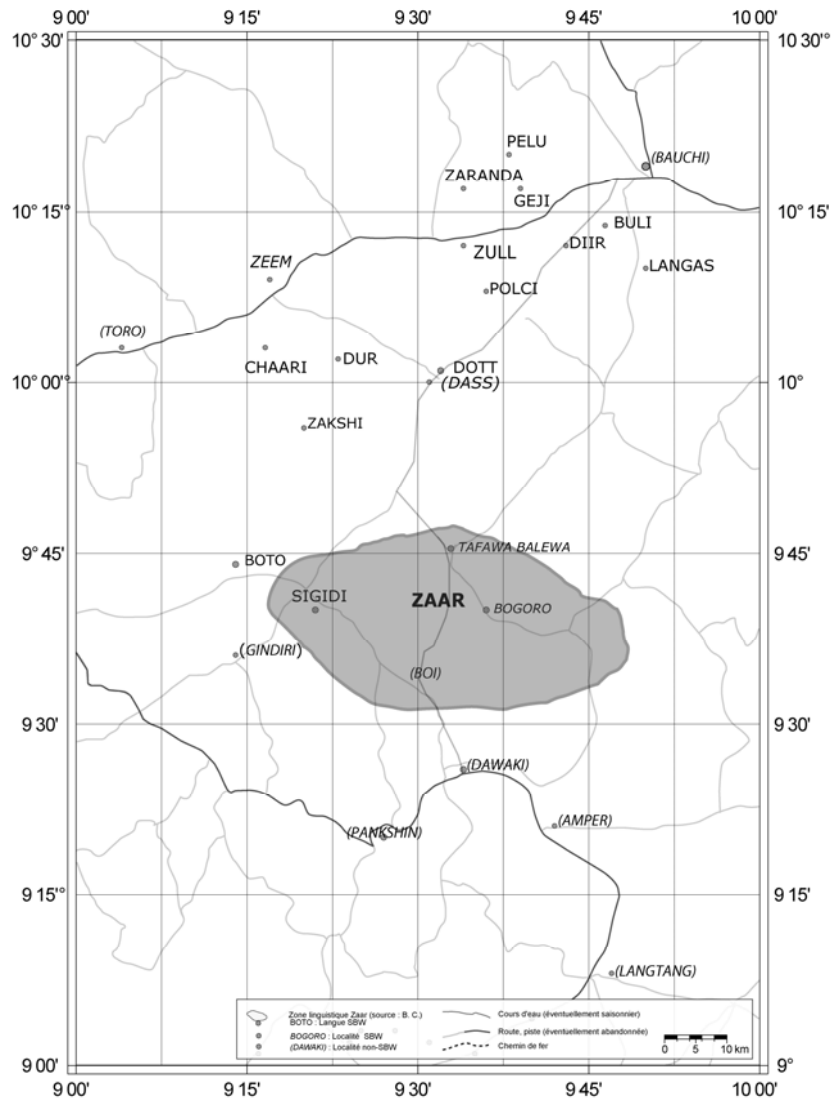 9 00' 9 15' 9 30' 9 45' 10 00'
10° 30' 10 30'°
PELU
(BAUCHI)
ZARANDA
GEJI
10° 15'° 10° 15'
BULI
ZULL DIIR
ZEEM LANGAS
POLCI
(TORO)
CHAARI DUR DOTT
10° 00'° (DASS) 10°
ZAKSHI
9° 45' TAFAWA BALEWA 9° 45'
BOTO
SIGIDI ZAAR BOGORO
(GINDIRI)
(BOI)
9 30' 9 30'
(DAWAKI)
(PANKSHIN) (AMPER)
9 15'° 9 15'
(LANGTANG)
Zone linguistique Zaar (source : B. C.) Cours d'eau (éventuellement saisonnier)
BOTO : Langue SBW
BOGORO : Localité SBW Route, piste (éventuellement abandonnée)
(DAWAKI) : Localité non-SBW Chemin de fer 0 5 10 km
9 00' 9°
9 00' 9 15' 9 30' 9 45' 10 00'